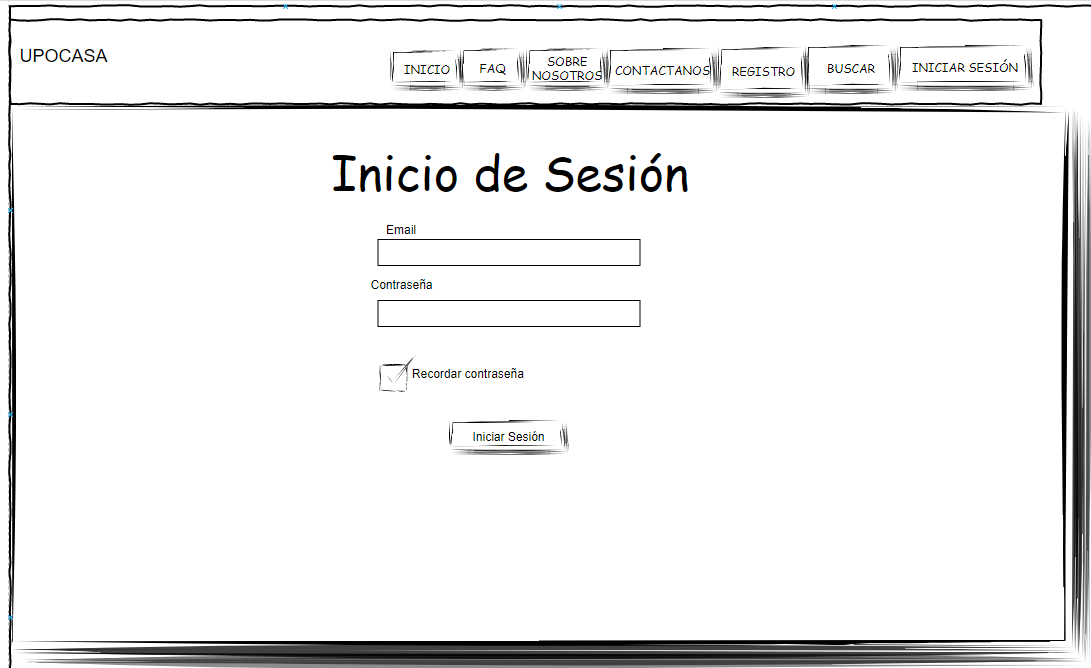 UPOCASA
INICIO
FAQ
SOBRE
NOSOTROS
CONTACTANOS
REGISTRO
BUSCAR
INICIAR SESIÓN
Inicio de Sesión
Email
Contraseña
Recordar contraseña
Iniciar Sesión